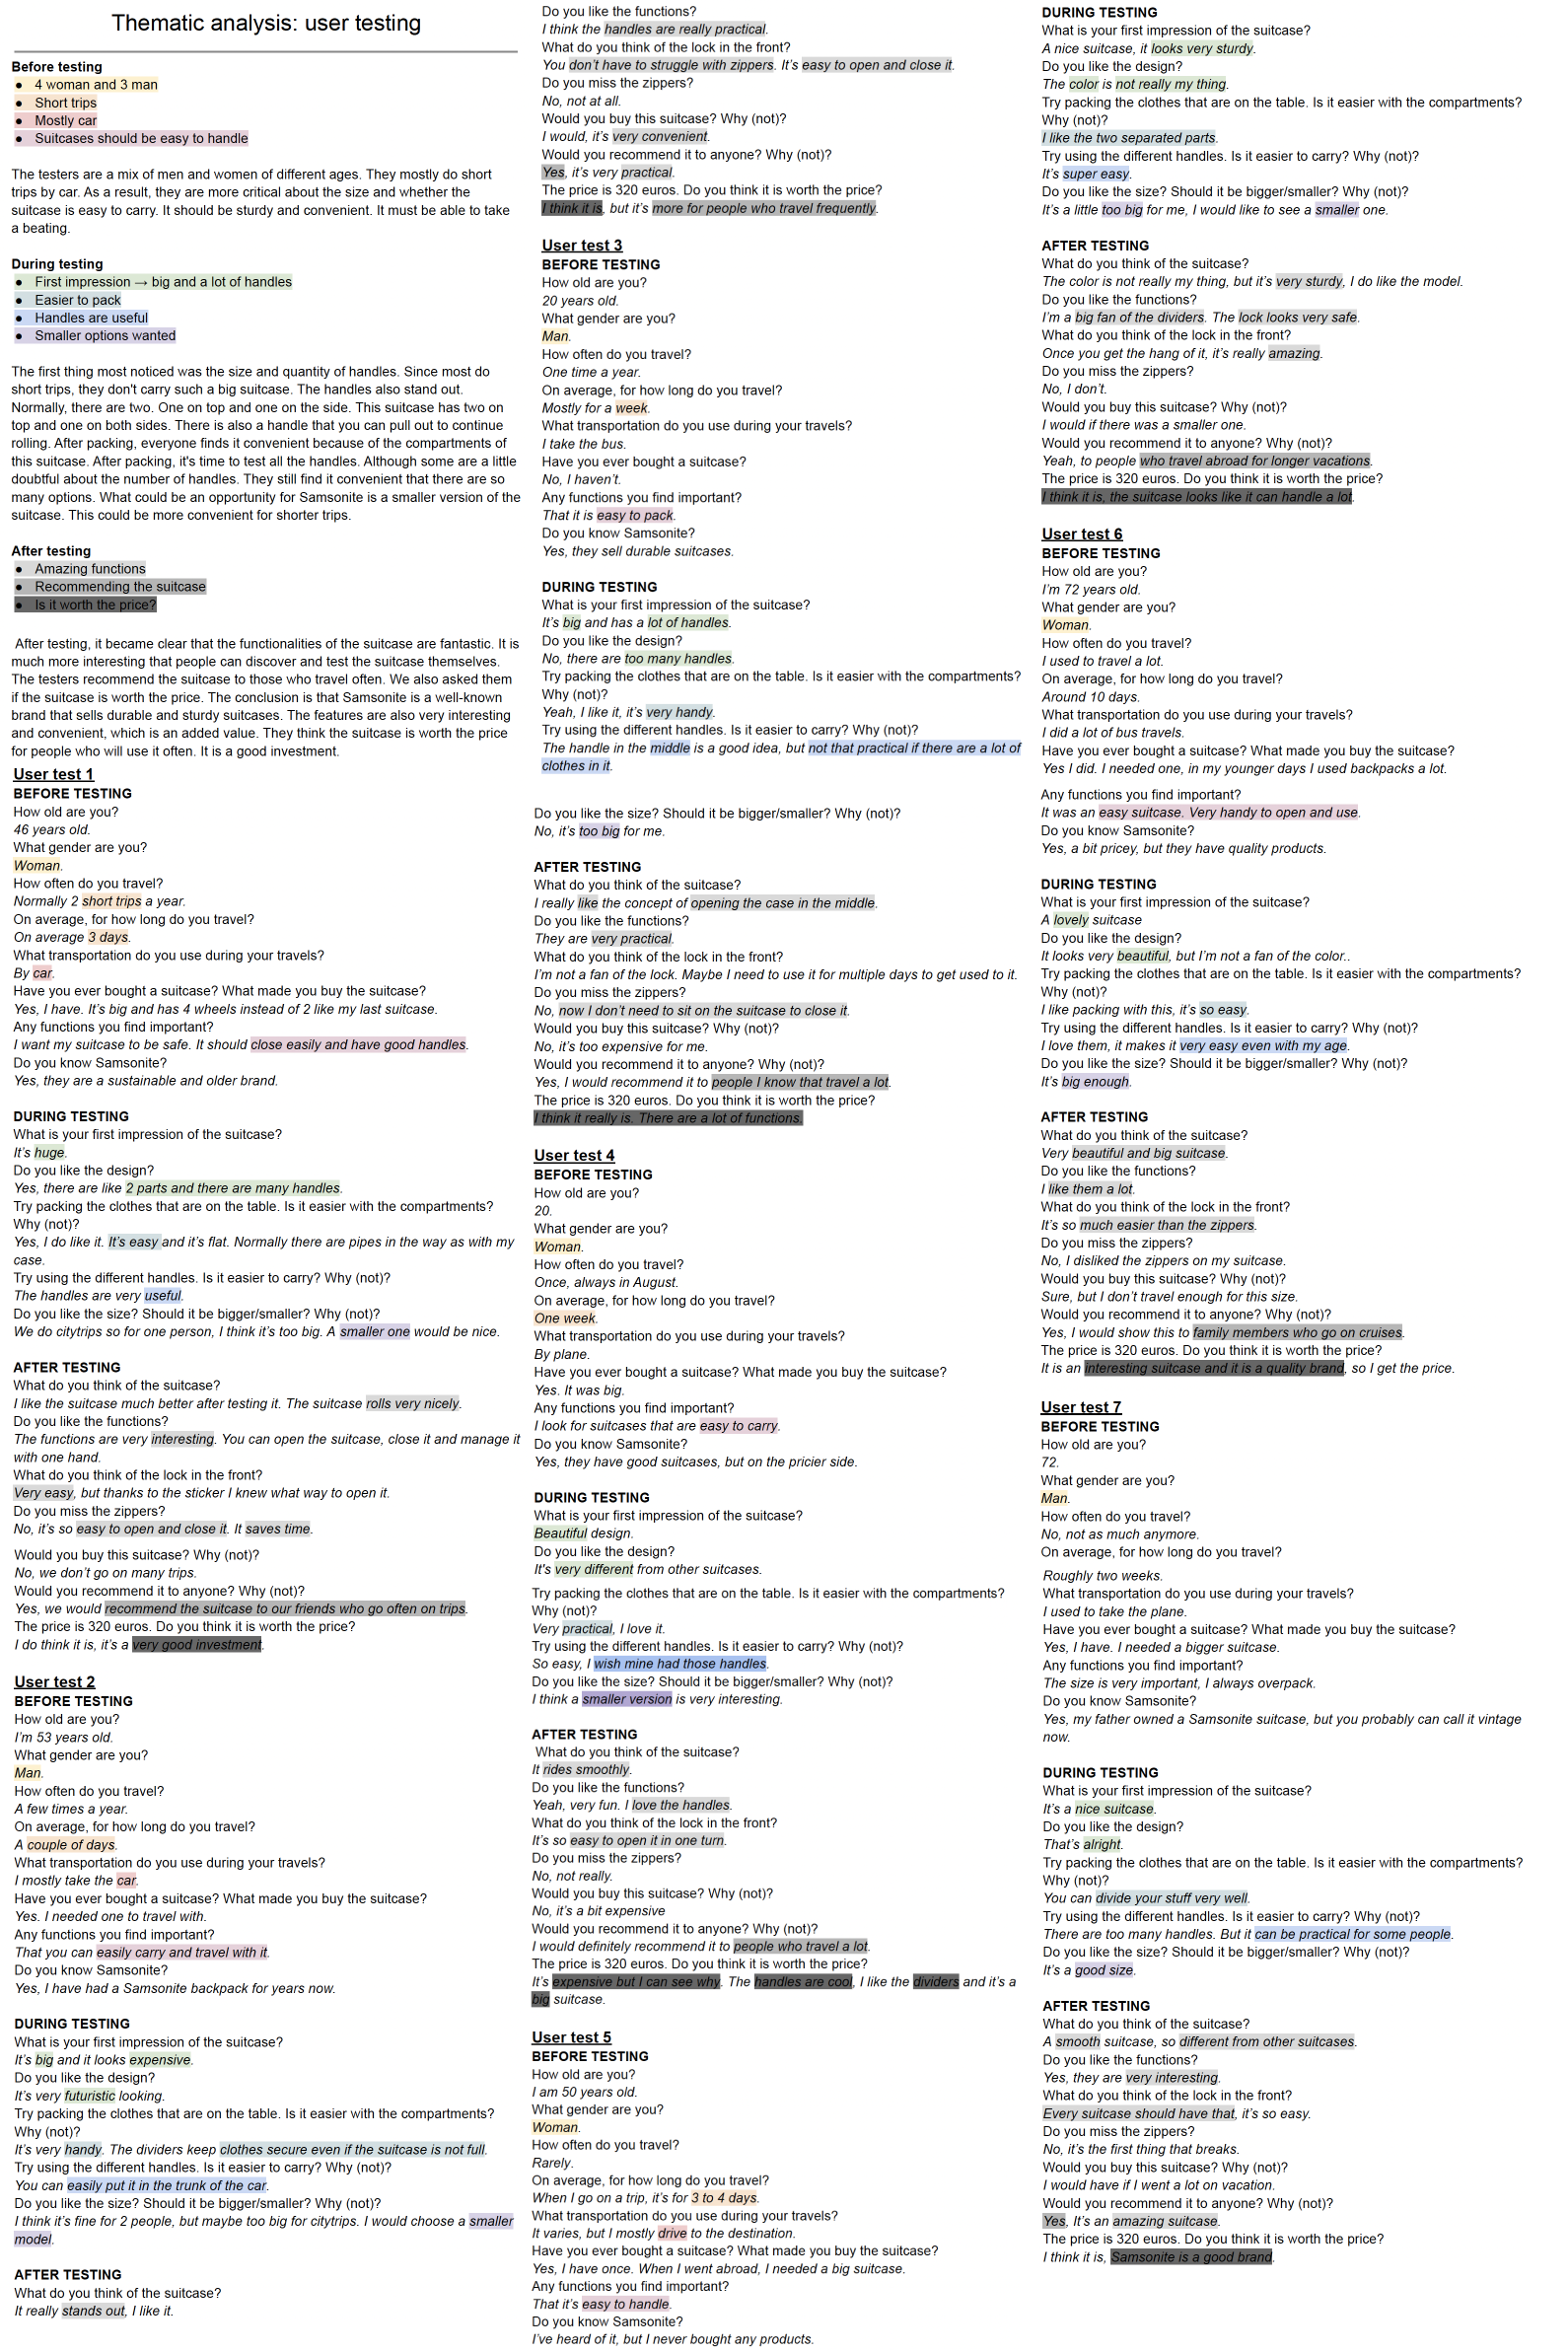 Thematic analysis: user testing
Before testing
● 4 woman and 3 man
● Short trips
● Mostly car
● Suitcases should be easy to handle
The testers are a mix of men and women of different ages. They mostly do short
trips by car. As a result, they are more critical about the size and whether the
suitcase is easy to carry. It should be sturdy and convenient. It must be able to take
a beating.
During testing
● First impression → big and a lot of handles
● Easier to pack
● Handles are useful
● Smaller options wanted
The first thing most noticed was the size and quantity of handles. Since most do
short trips, they don't carry such a big suitcase. The handles also stand out.
Normally, there are two. One on top and one on the side. This suitcase has two on
top and one on both sides. There is also a handle that you can pull out to continue
rolling. After packing, everyone finds it convenient because of the compartments of
this suitcase. After packing, it's time to test all the handles. Although some are a little
doubtful about the number of handles. They still find it convenient that there are so
many options. What could be an opportunity for Samsonite is a smaller version of the
suitcase. This could be more convenient for shorter trips.
After testing
● Amazing functions
● Recommending the suitcase
● Is it worth the price?
After testing, it became clear that the functionalities of the suitcase are fantastic. It is
much more interesting that people can discover and test the suitcase themselves.
The testers recommend the suitcase to those who travel often. We also asked them
if the suitcase is worth the price. The conclusion is that Samsonite is a well-known
brand that sells durable and sturdy suitcases. The features are also very interesting
and convenient, which is an added value. They think the suitcase is worth the price
for people who will use it often. It is a good investment.
User test 1
BEFORE TESTING
How old are you?
46 years old.
What gender are you?
Woman.
How often do you travel?
Normally 2 short trips a year.
On average, for how long do you travel?
On average 3 days.
What transportation do you use during your travels?
By car.
Have you ever bought a suitcase? What made you buy the suitcase?
Yes, I have. It's big and has 4 wheels instead of 2 like my last suitcase.
Any functions you find important?
I want my suitcase to be safe. It should close easily and have good handles.
Do you know Samsonite?
Yes, they are a sustainable and older brand.
DURING TESTING
What is your first impression of the suitcase?
It's huge.
Do you like the design?
Yes, there are like 2 parts and there are many handles.
Try packing the clothes that are on the table. Is it easier with the compartments?
Why (not)?
Yes, I do like it. It's easy and it's flat. Normally there are pipes in the way as with my
case.
Try using the different handles. Is it easier to carry? Why (not)?
The handles are very useful.
Do you like the size? Should it be bigger/smaller? Why (not)?
We do citytrips so for one person, I think it's too big. A smaller one would be nice.
AFTER TESTING
What do you think of the suitcase?
I like the suitcase much better after testing it. The suitcase rolls very nicely.
Do you like the functions?
The functions are very interesting. You can open the suitcase, close it and manage it
with one hand.
What do you think of the lock in the front?
Very easy, but thanks to the sticker I knew what way to open it.
Do you miss the zippers?
No, it's so easy to open and close it. It saves time.
Would you buy this suitcase? Why (not)?
No, we don't go on many trips.
Would you recommend it to anyone? Why (not)?
Yes, we would recommend the suitcase to our friends who go often on trips.
The price is 320 euros. Do you think it is worth the price?
I do think it is, it's a very good investment.
User test 2
BEFORE TESTING
How old are you?
I'm 53 years old.
What gender are you?
Man.
How often do you travel?
A few times a year.
On average, for how long do you travel?
A couple of days.
What transportation do you use during your travels?
I mostly take the car.
Have you ever bought a suitcase? What made you buy the suitcase?
Yes. I needed one to travel with.
Any functions you find important?
That you can easily carry and travel with it.
Do you know Samsonite?
Yes, I have had a Samsonite backpack for years now.
DURING TESTING
What is your first impression of the suitcase?
It's big and it looks expensive.
Do you like the design?
It's very futuristic looking.
Try packing the clothes that are on the table. Is it easier with the compartments?
Why (not)?
It's very handy. The dividers keep clothes secure even if the suitcase is not full.
Try using the different handles. Is it easier to carry? Why (not)?
You can easily put it in the trunk of the car.
Do you like the size? Should it be bigger/smaller? Why (not)?
I think it's fine for 2 people, but maybe too big for citytrips. I would choose a smaller
model.
AFTER TESTING
What do you think of the suitcase?
It really stands out, I like it.
Do you like the functions?
I think the handles are really practical.
What do you think of the lock in the front?
You don't have to struggle with zippers. It's easy to open and close it.
Do you miss the zippers?
No, not at all.
Would you buy this suitcase? Why (not)?
I would, it's very convenient.
Would you recommend it to anyone? Why (not)?
Yes, it's very practical.
The price is 320 euros. Do you think it is worth the price?
I think it is, but it's more for people who travel frequently.
User test 3
BEFORE TESTING
How old are you?
20 years old.
What gender are you?
Man.
How often do you travel?
One time a year.
On average, for how long do you travel?
Mostly for a week.
What transportation do you use during your travels?
I take the bus.
Have you ever bought a suitcase?
No, I haven't.
Any functions you find important?
That it is easy to pack.
Do you know Samsonite?
Yes, they sell durable suitcases.
DURING TESTING
What is your first impression of the suitcase?
It's big and has a lot of handles.
Do you like the design?
No, there are too many handles.
Try packing the clothes that are on the table. Is it easier with the compartments?
Why (not)?
Yeah, I like it, it's very handy.
Try using the different handles. Is it easier to carry? Why (not)?
The handle in the middle is a good idea, but not that practical if there are a lot of
clothes in it.
Do you like the size? Should it be bigger/smaller? Why (not)?
No, it's too big for me.
AFTER TESTING
What do you think of the suitcase?
I really like the concept of opening the case in the middle.
Do you like the functions?
They are very practical.
What do you think of the lock in the front?
I'm not a fan of the lock. Maybe I need to use it for multiple days to get used to it.
Do you miss the zippers?
No, now I don't need to sit on the suitcase to close it.
Would you buy this suitcase? Why (not)?
No, it's too expensive for me.
Would you recommend it to anyone? Why (not)?
Yes, I would recommend it to people I know that travel a lot.
The price is 320 euros. Do you think it is worth the price?
I think it really is. There are a lot of functions.
User test 4
BEFORE TESTING
How old are you?
20.
What gender are you?
Woman.
How often do you travel?
Once, always in August.
On average, for how long do you travel?
One week.
What transportation do you use during your travels?
By plane.
Have you ever bought a suitcase? What made you buy the suitcase?
Yes. It was big.
Any functions you find important?
I look for suitcases that are easy to carry.
Do you know Samsonite?
Yes, they have good suitcases, but on the pricier side.
DURING TESTING
What is your first impression of the suitcase?
Beautiful design.
Do you like the design?
It's very different from other suitcases.
Try packing the clothes that are on the table. Is it easier with the compartments?
Why (not)?
Very practical, I love it.
Try using the different handles. Is it easier to carry? Why (not)?
So easy, I wish mine had those handles.
Do you like the size? Should it be bigger/smaller? Why (not)?
I think a smaller version is very interesting.
AFTER TESTING
What do you think of the suitcase?
It rides smoothly.
Do you like the functions?
Yeah, very fun. I love the handles.
What do you think of the lock in the front?
It's so easy to open it in one turn.
Do you miss the zippers?
No, not really.
Would you buy this suitcase? Why (not)?
No, it's a bit expensive
Would you recommend it to anyone? Why (not)?
I would definitely recommend it to people who travel a lot.
The price is 320 euros. Do you think it is worth the price?
It's expensive but I can see why. The handles are cool, I like the dividers and it's a
big suitcase.
User test 5
BEFORE TESTING
How old are you?
I am 50 years old.
What gender are you?
Woman.
How often do you travel?
Rarely.
On average, for how long do you travel?
When I go on a trip, it's for 3 to 4 days.
What transportation do you use during your travels?
It varies, but I mostly drive to the destination.
Have you ever bought a suitcase? What made you buy the suitcase?
Yes, I have once. When I went abroad, I needed a big suitcase.
Any functions you find important?
That it's easy to handle.
Do you know Samsonite?
I've heard of it, but I never bought any products.
DURING TESTING
What is your first impression of the suitcase?
A nice suitcase, it looks very sturdy.
Do you like the design?
The color is not really my thing.
Try packing the clothes that are on the table. Is it easier with the compartments?
Why (not)?
I like the two separated parts.
Try using the different handles. Is it easier to carry? Why (not)?
It's super easy.
Do you like the size? Should it be bigger/smaller? Why (not)?
It's a little too big for me, I would like to see a smaller one.
AFTER TESTING
What do you think of the suitcase?
The color is not really my thing, but it's very sturdy, I do like the model.
Do you like the functions?
I'm a big fan of the dividers. The lock looks very safe.
What do you think of the lock in the front?
Once you get the hang of it, it's really amazing.
Do you miss the zippers?
No, I don't.
Would you buy this suitcase? Why (not)?
I would if there was a smaller one.
Would you recommend it to anyone? Why (not)?
Yeah, to people who travel abroad for longer vacations.
The price is 320 euros. Do you think it is worth the price?
I think it is, the suitcase looks like it can handle a lot.
User test 6
BEFORE TESTING
How old are you?
I'm 72 years old.
What gender are you?
Woman.
How often do you travel?
I used to travel a lot.
On average, for how long do you travel?
Around 10 days.
What transportation do you use during your travels?
I did a lot of bus travels.
Have you ever bought a suitcase? What made you buy the suitcase?
Yes I did. I needed one, in my younger days I used backpacks a lot.
Any functions you find important?
It was an easy suitcase. Very handy to open and use.
Do you know Samsonite?
Yes, a bit pricey, but they have quality products.
DURING TESTING
What is your first impression of the suitcase?
A lovely suitcase
Do you like the design?
It looks very beautiful, but I'm not a fan of the color..
Try packing the clothes that are on the table. Is it easier with the compartments?
Why (not)?
I like packing with this, it's so easy.
Try using the different handles. Is it easier to carry? Why (not)?
I love them, it makes it very easy even with my age.
Do you like the size? Should it be bigger/smaller? Why (not)?
It's big enough.
AFTER TESTING
What do you think of the suitcase?
Very beautiful and big suitcase.
Do you like the functions?
I like them a lot.
What do you think of the lock in the front?
It's so much easier than the zippers.
Do you miss the zippers?
No, I disliked the zippers on my suitcase.
Would you buy this suitcase? Why (not)?
Sure, but I don't travel enough for this size.
Would you recommend it to anyone? Why (not)?
Yes, I would show this to family members who go on cruises.
The price is 320 euros. Do you think it is worth the price?
It is an interesting suitcase and it is a quality brand, so I get the price.
User test 7
BEFORE TESTING
How old are you?
72.
What gender are you?
Man.
How often do you travel?
No, not as much anymore.
On average, for how long do you travel?
Roughly two weeks.
What transportation do you use during your travels?
I used to take the plane.
Have you ever bought a suitcase? What made you buy the suitcase?
Yes, I have. I needed a bigger suitcase.
Any functions you find important?
The size is very important, I always overpack.
Do you know Samsonite?
Yes, my father owned a Samsonite suitcase, but you probably can call it vintage
now.
DURING TESTING
What is your first impression of the suitcase?
It's a nice suitcase.
Do you like the design?
That's alright.
Try packing the clothes that are on the table. Is it easier with the compartments?
Why (not)?
You can divide your stuff very well.
Try using the different handles. Is it easier to carry? Why (not)?
There are too many handles. But it can be practical for some people.
Do you like the size? Should it be bigger/smaller? Why (not)?
It's a good size.
AFTER TESTING
What do you think of the suitcase?
A smooth suitcase, so different from other suitcases.
Do you like the functions?
Yes, they are very interesting.
What do you think of the lock in the front?
Every suitcase should have that, it's so easy.
Do you miss the zippers?
No, it's the first thing that breaks.
Would you buy this suitcase? Why (not)?
I would have if I went a lot on vacation.
Would you recommend it to anyone? Why (not)?
Yes, It's an amazing suitcase.
The price is 320 euros. Do you think it is worth the price?
I think it is, Samsonite is a good brand.